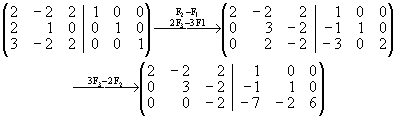 2 −2 2 | 1 0 0 F₂−F₁ 2 −2 2 | 1 0 0
2 1 0 | 0 1 0 2F₃−3F1 0 3 −2 | −1 1 0
3 −2 2 | 0 0 1 0 2 −2 | −3 0 2
2 −2 2 | 1 0 0
3F₃−2F₂ 0 3 −2 | −1 1 0
0 0 −2 | −7 −2 6